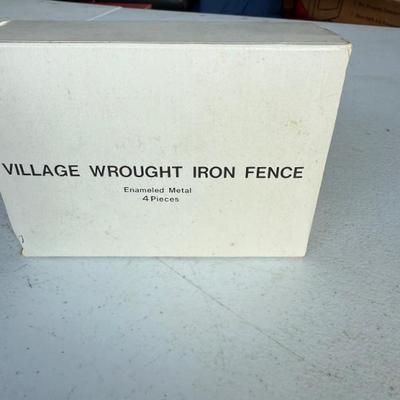 VILLAGE WROUGHT IRON FENCE
Enameled Metal
4 Pieces